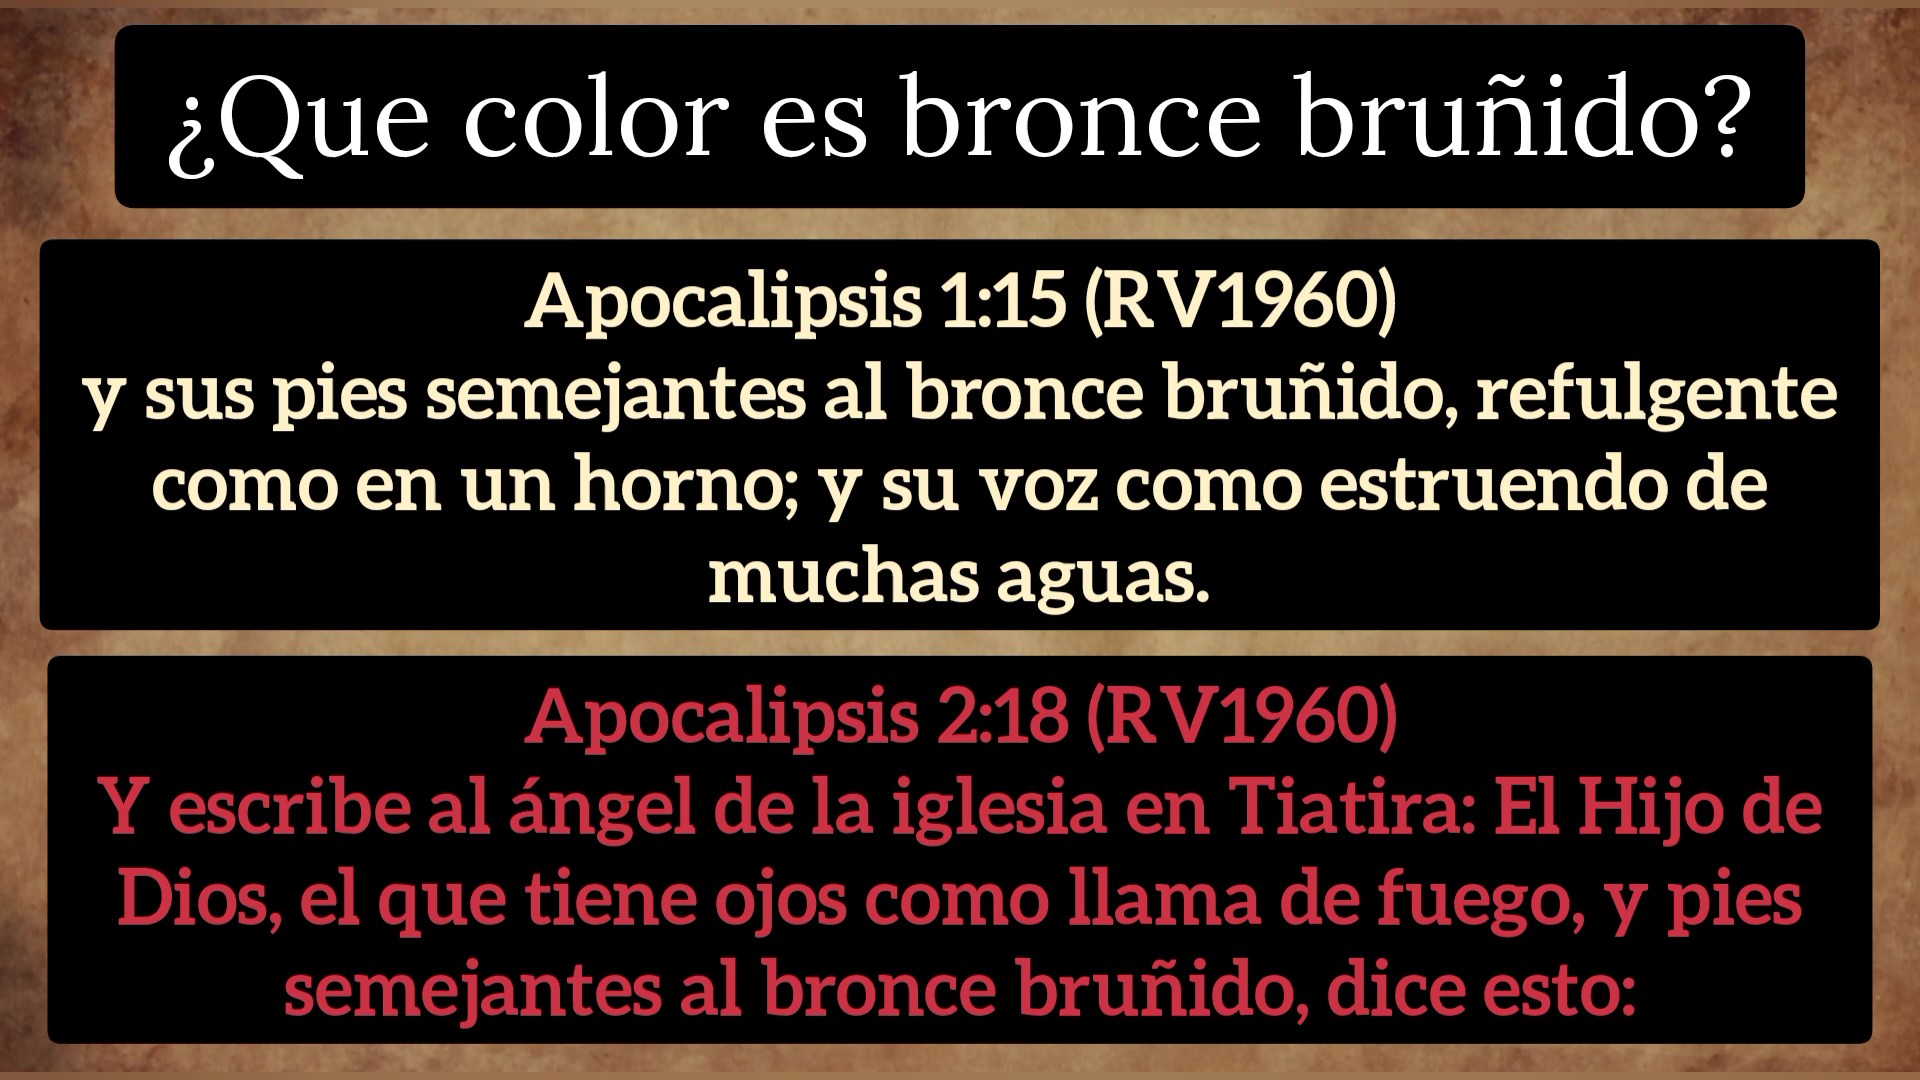 ¿Que color es bronce bruñido?
Apocalipsis 1:15 (RV1960)
y sus pies semejantes al bronce bruñido, refulgente
como en un horno; y su voz como estruendo de
muchas aguas.
Apocalipsis 2:18 (RV1960)
Y escribe al ángel de la iglesia en Tiatira: El Hijo de
Dios, el que tiene ojos como llama de fuego, y pies
semejantes al bronce bruñido, dice esto: